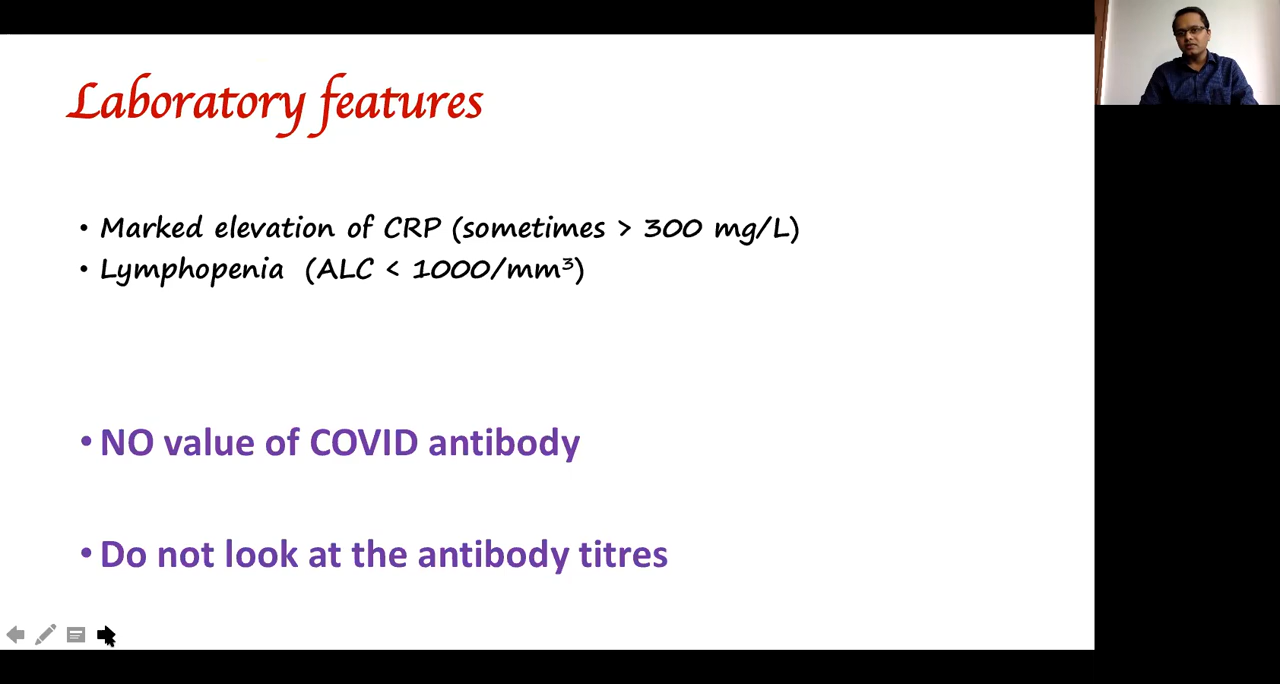 Laboratory features
• Marked elevation of CRP (sometimes > 300 mg/L)
• Lymphopenia (ALC < 1000/mm³)
• NO value of COVID antibody
• Do not look at the antibody titres